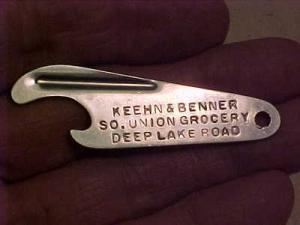 KEEHN & BENNER
SO. UNION GROCERY
DEEP LAKE ROAD